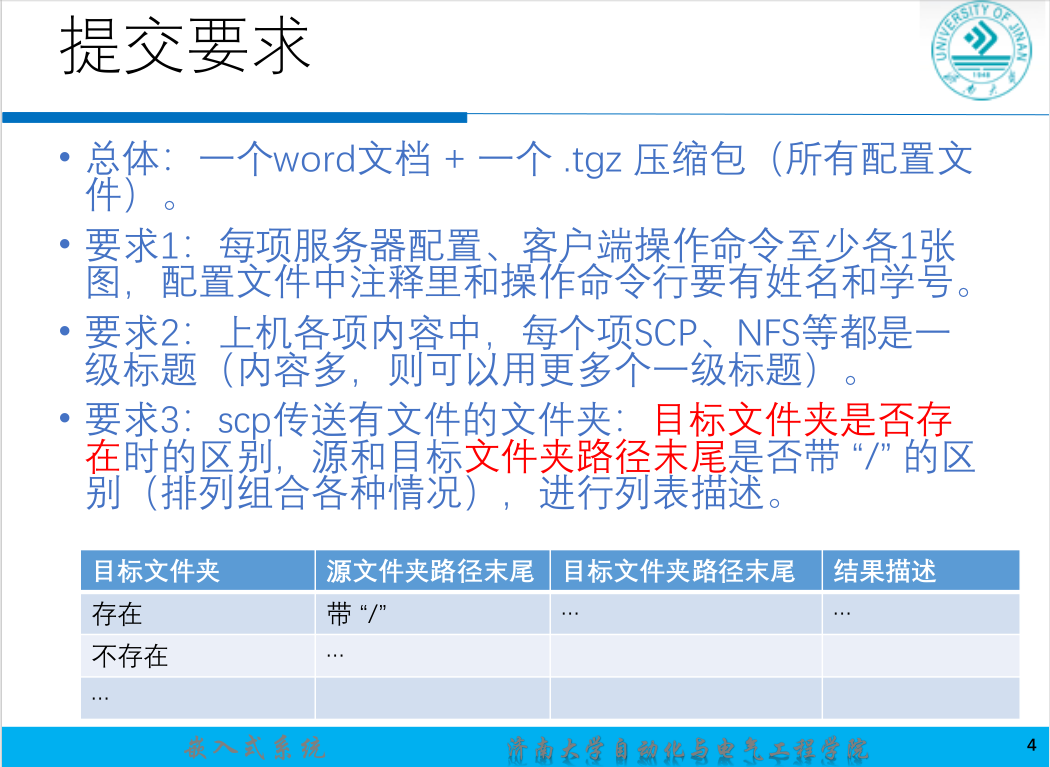 提交要求
UNIVERSITY OF JINAN
1948
济南大学
• 总体：一个word文档 + 一个 .tgz 压缩包（所有配置文
件）。
• 要求1：每项服务器配置、客户端操作命令至少各1张
图，配置文件中注释里和操作命令行要有姓名和学号。
• 要求2：上机各项内容中，每个项SCP、NFS等都是一
级标题（内容多，则可以用更多个一级标题）。
• 要求3：scp传送有文件的文件夹：目标文件夹是否存
在时的区别，源和目标文件夹路径末尾是否带 “/” 的区
别（排列组合各种情况），进行列表描述。
目标文件夹 源文件夹路径末尾 目标文件夹路径末尾 结果描述
存在 带 “/” … …
不存在 …
…
嵌入式系统 济南大学自动化与电气工程学院 4